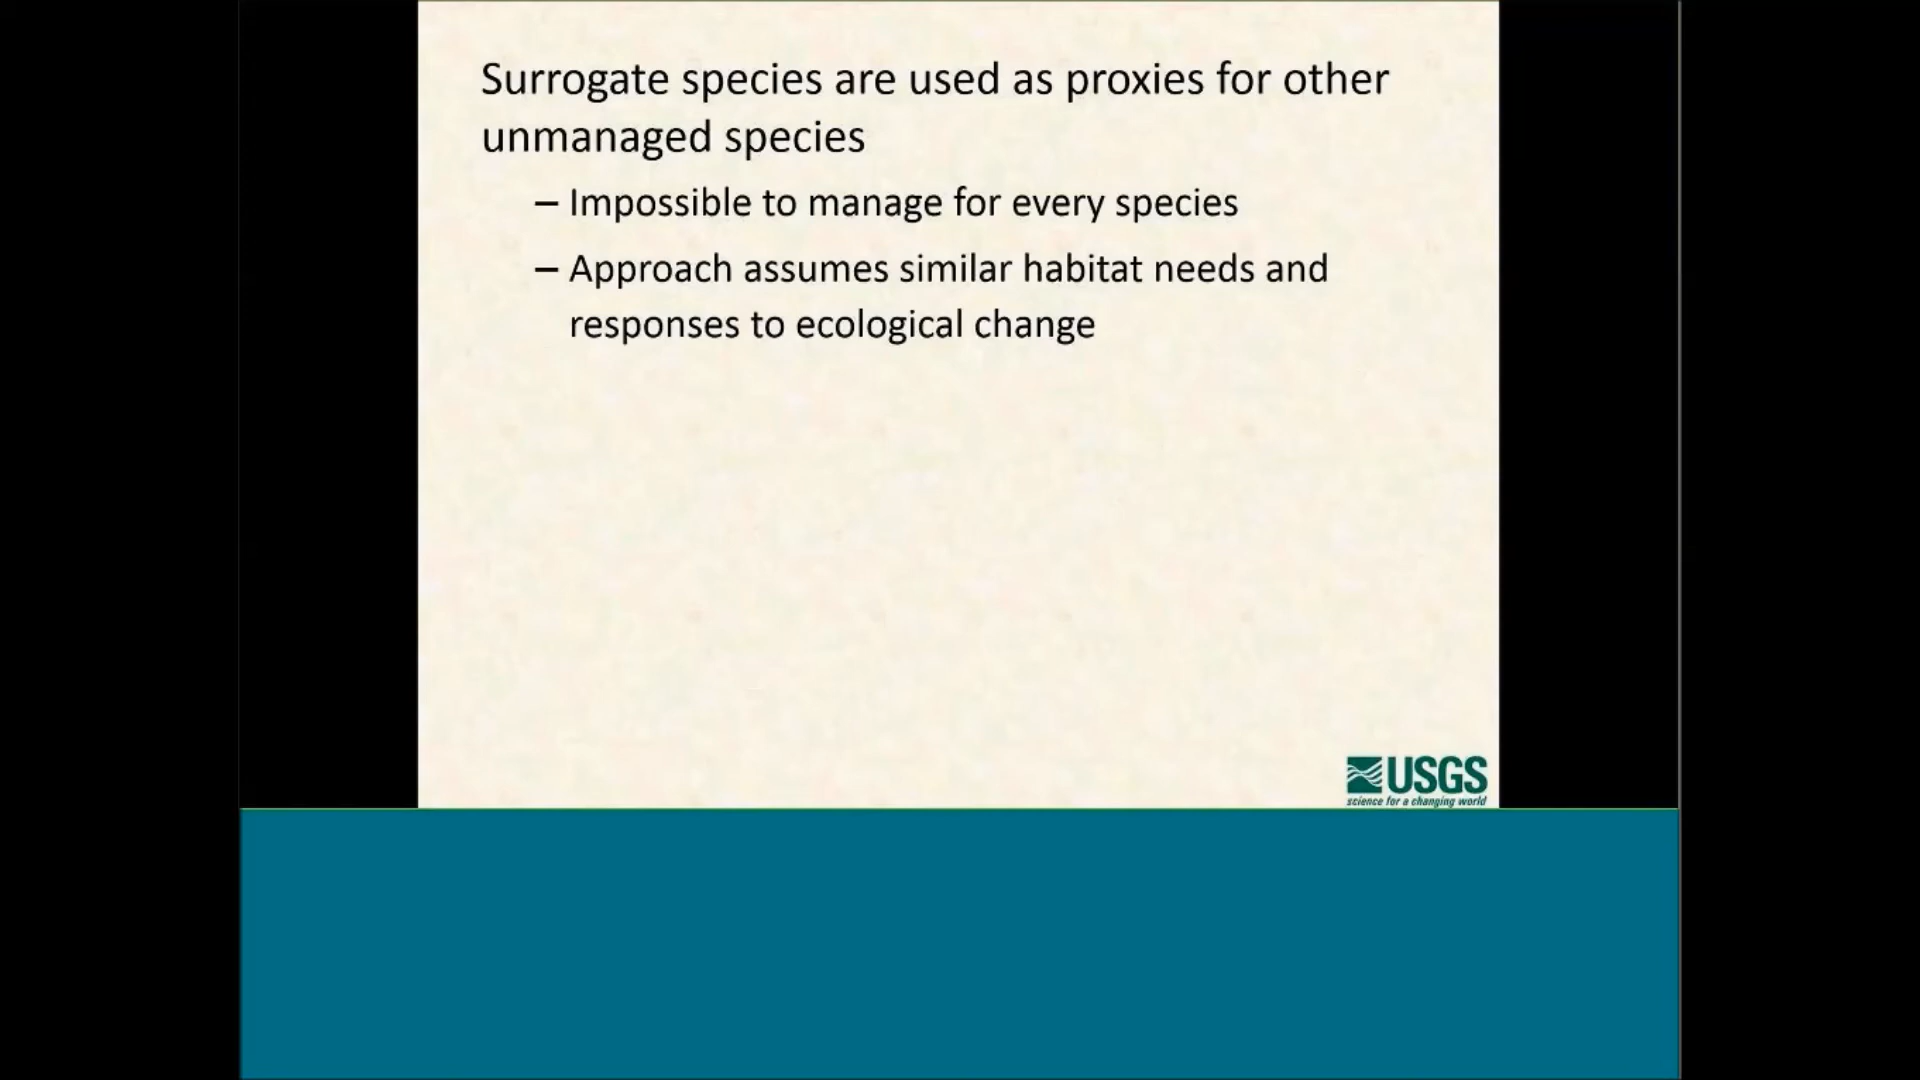 Surrogate species are used as proxies for other
unmanaged species
– Impossible to manage for every species
– Approach assumes similar habitat needs and
responses to ecological change
USGS
science for a changing world